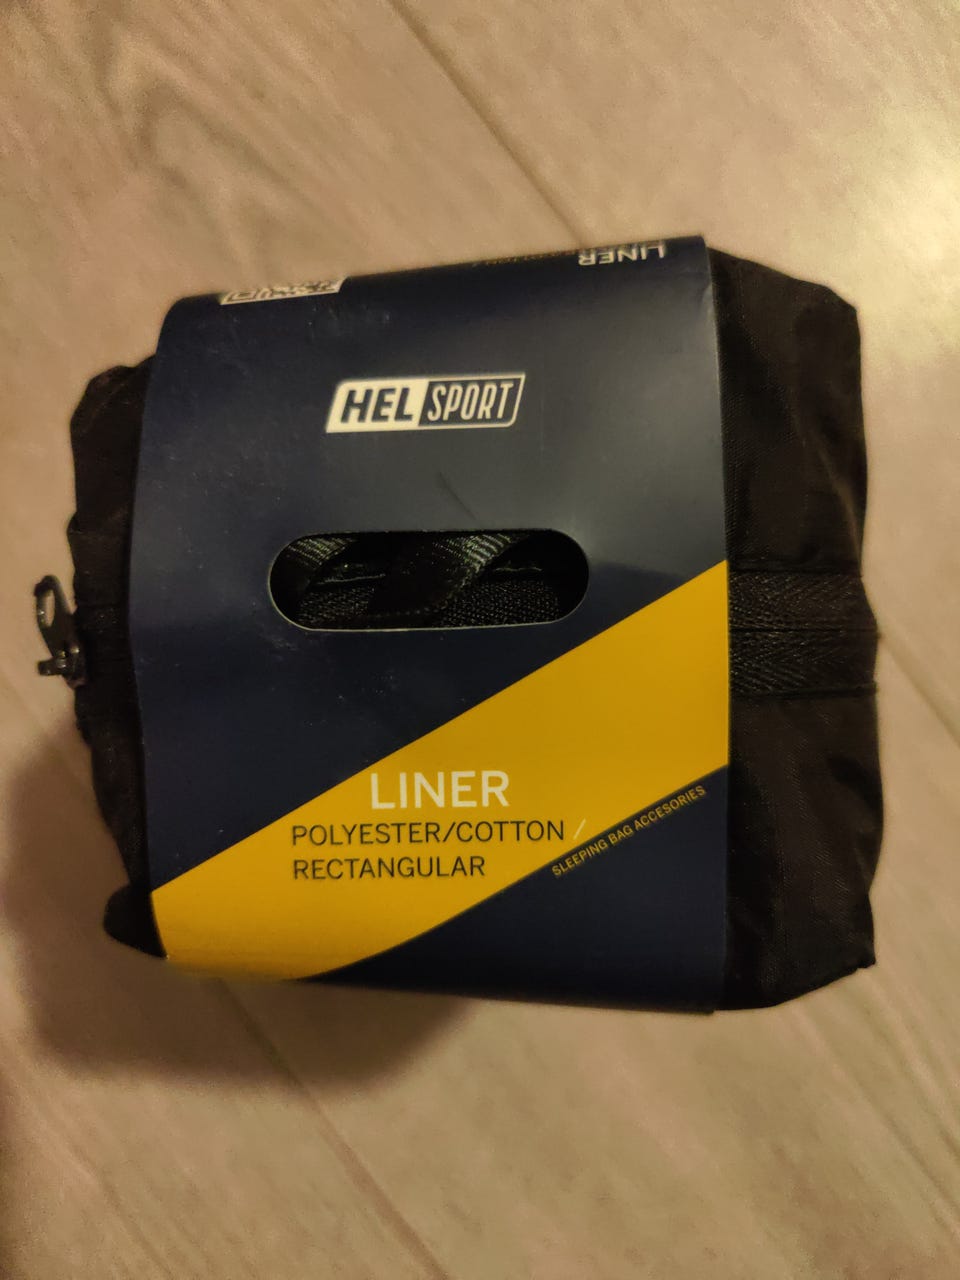 LINER
HEL SPORT
LINER
POLYESTER/COTTON /
RECTANGULAR
SLEEPING BAG ACCESORIES